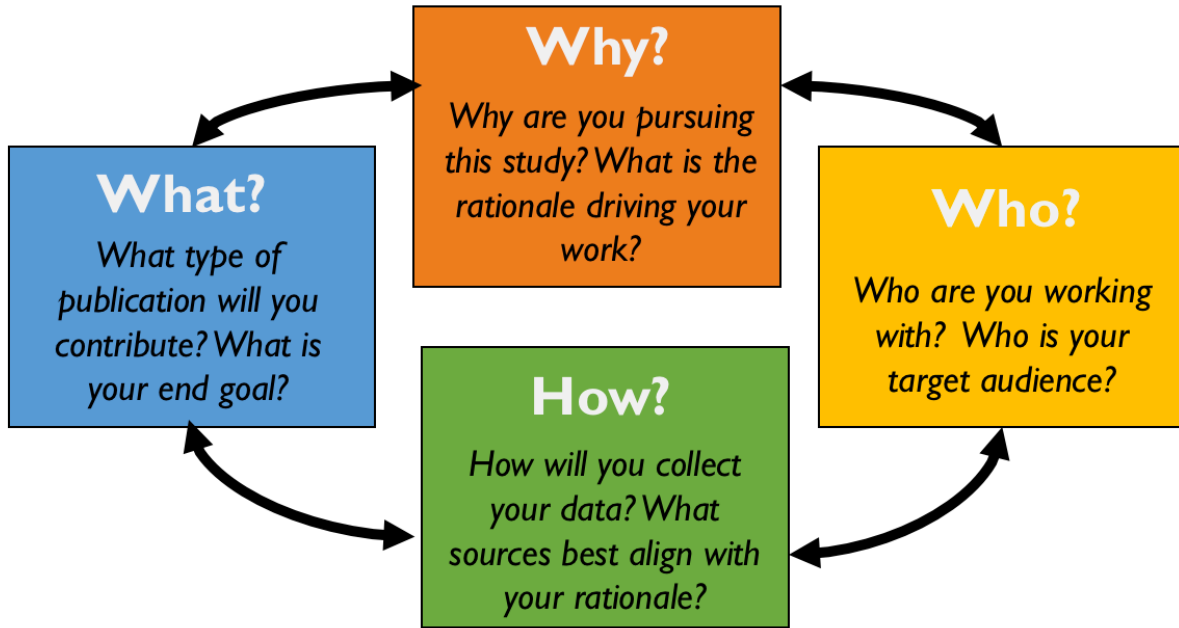 Why?
Why are you pursuing
this study? What is the
rationale driving your
work?
What?
What type of
publication will you
contribute? What is
your end goal?
Who?
Who are you working
with?  Who is your
target audience?
How?
How will you collect
your data? What
sources best align with
your rationale?